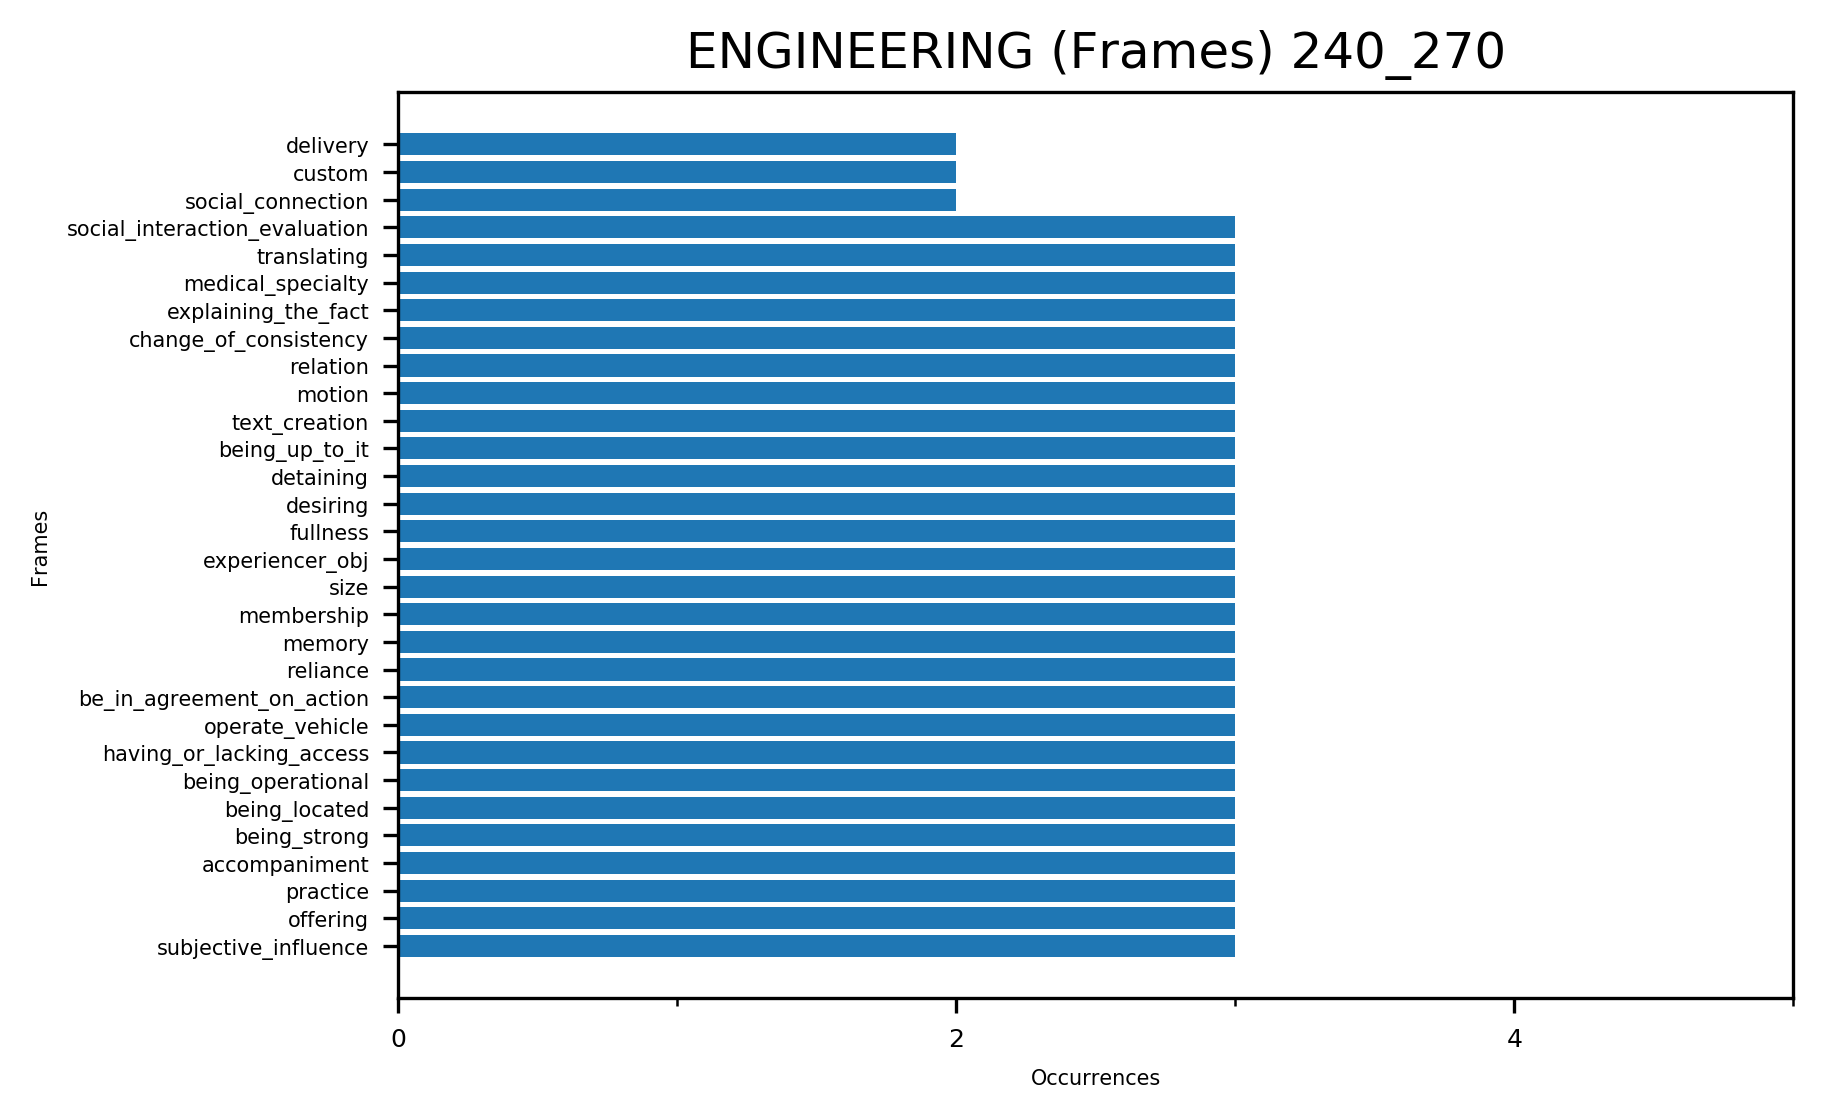 ENGINEERING (Frames) 240_270
delivery
custom
social_connection
social_interaction_evaluation
translating
medical_specialty
explaining_the_fact
change_of_consistency
relation
motion
text_creation
being_up_to_it
detaining
desiring
fullness
experiencer_obj
size
membership
memory
reliance
be_in_agreement_on_action
operate_vehicle
having_or_lacking_access
being_operational
being_located
being_strong
accompaniment
practice
offering
subjective_influence
Frames
0 2 4
Occurrences